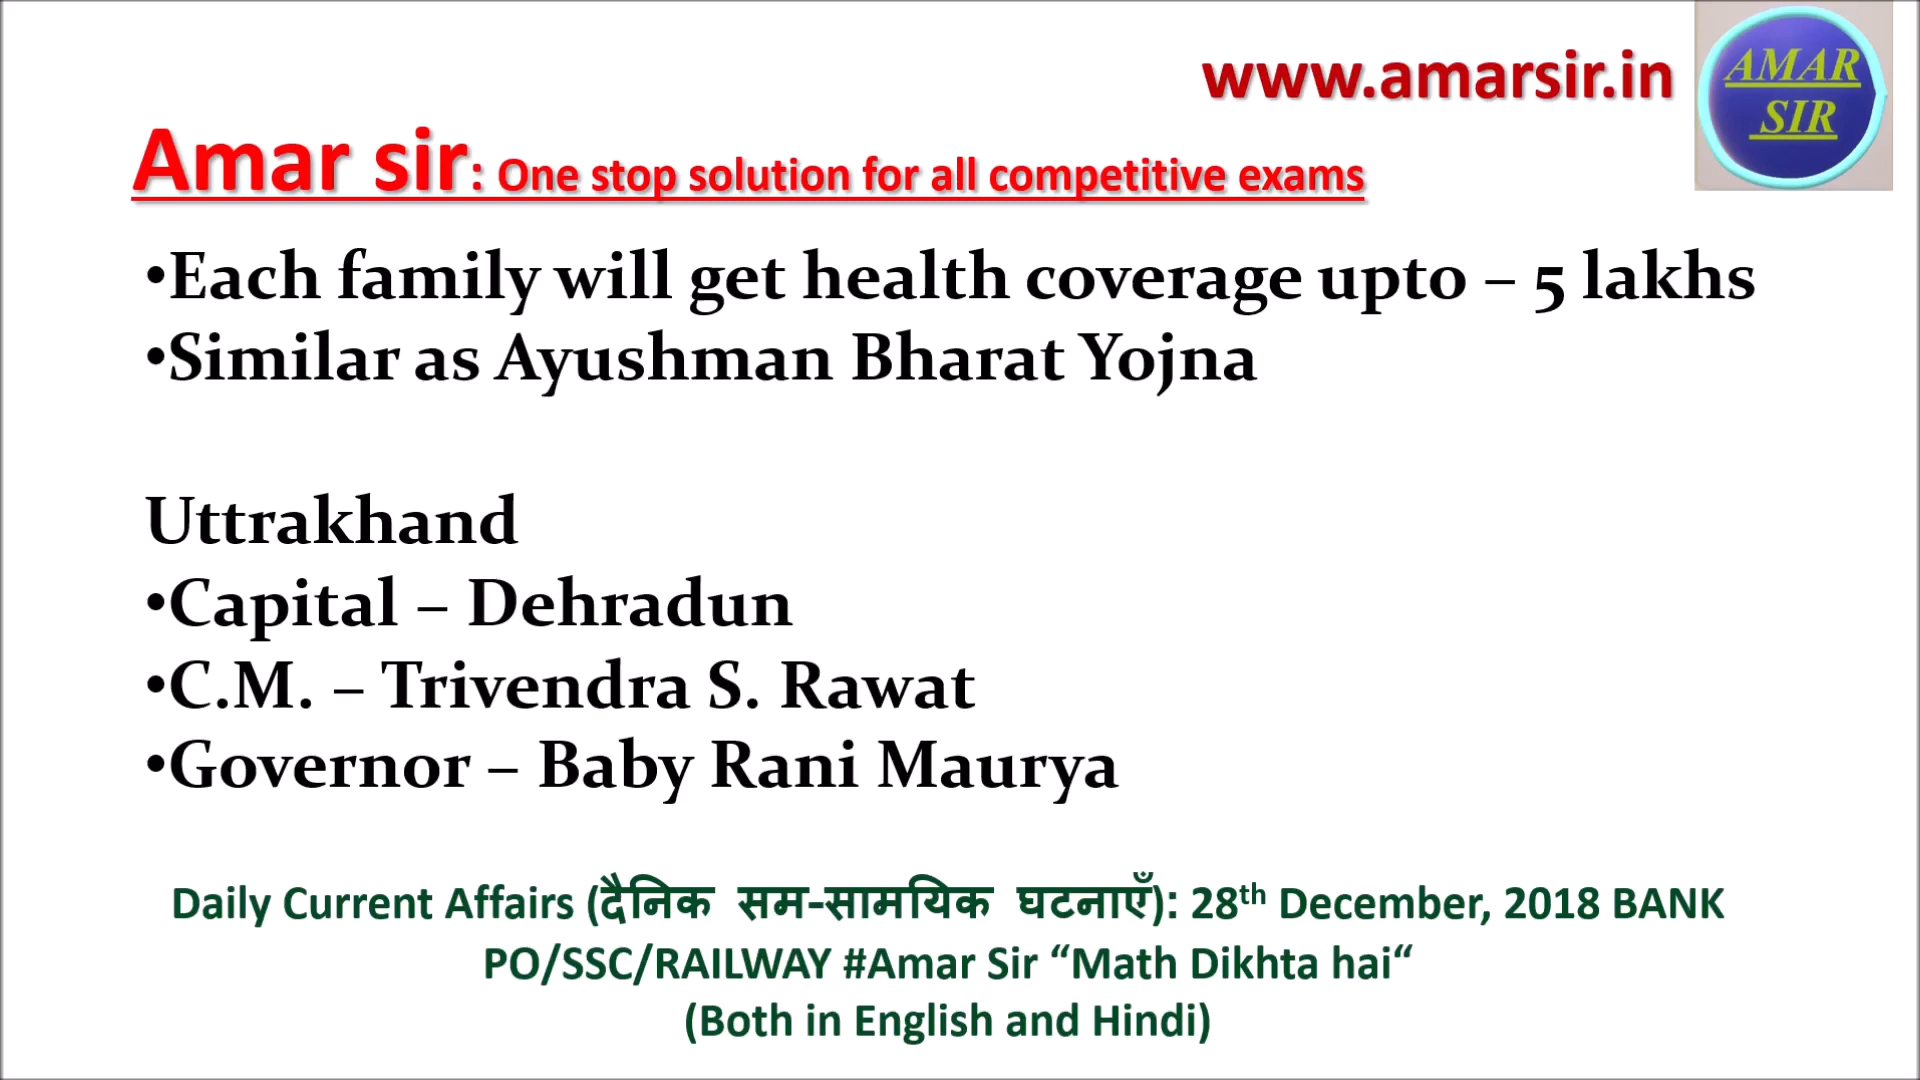 www.amarsir.in
AMAR
SIR
Amar sir: One stop solution for all competitive exams
•Each family will get health coverage upto – 5 lakhs
•Similar as Ayushman Bharat Yojna
Uttrakhand
•Capital – Dehradun
•C.M. – Trivendra S. Rawat
•Governor – Baby Rani Maurya
Daily Current Affairs (दैनिक सम-सामयिक घटनाएँ): 28th December, 2018 BANK
PO/SSC/RAILWAY #Amar Sir “Math Dikhta hai“
(Both in English and Hindi)